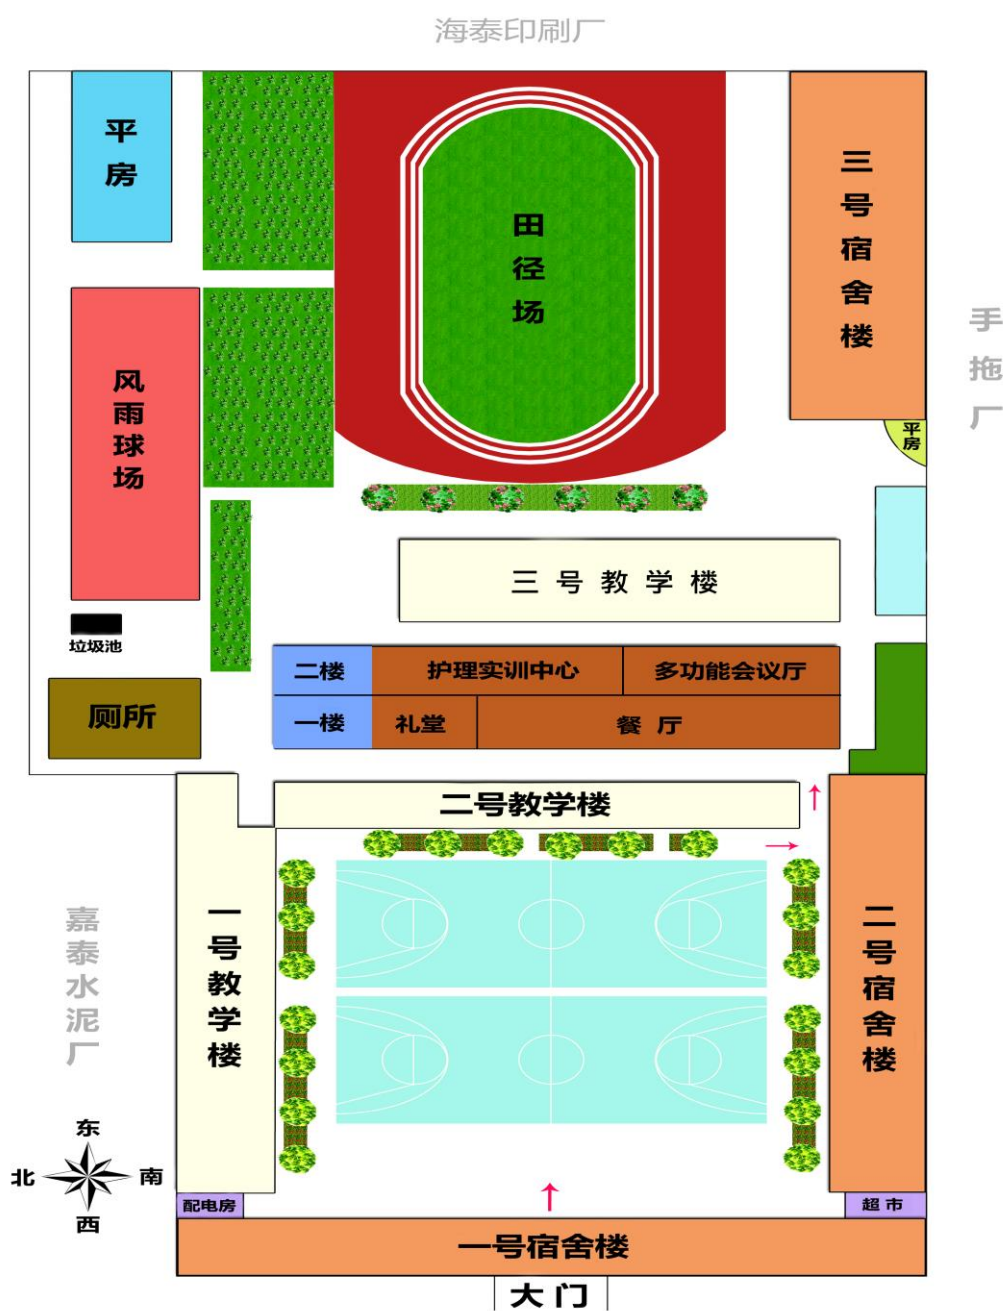 海泰印刷厂
平房
田径场
三号宿舍楼
手拖厂
风雨球场
平房
三号教学楼
垃圾池
二楼
护理实训中心
多功能会议厅
厕所
一楼
礼堂
餐厅
二号教学楼
嘉泰水泥厂
一号教学楼
二号宿舍楼
东
北
南
西
配电房
超市
一号宿舍楼
大门